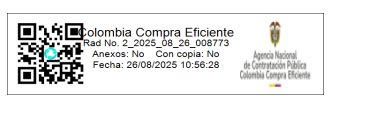 Colombia Compra Eficiente
Rad No. 2_2025_08_26_008773
Anexos: No Con copia: No
Fecha: 26/08/2025 10:56:28
Agencia Nacional
de Contratación Pública
Colombia Compra Eficiente